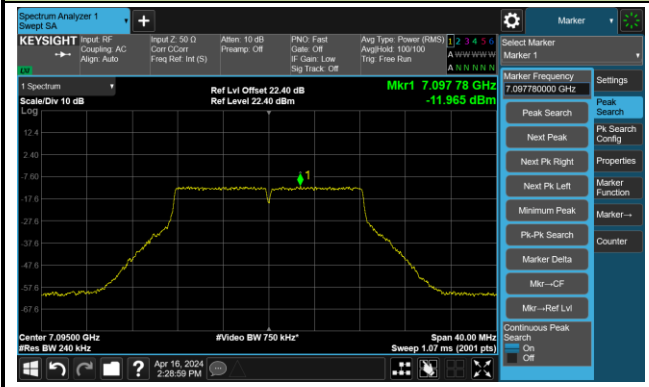 Spectrum Analyzer 1
Swept SA
+
Marker
KEYSIGHT
Input: RF
Coupling: AC
Align: Auto
Input Z: 50 Ω
Corr CCorr
Freq Ref: Int (S)
Atten: 10 dB
Preamp: Off
PNO: Fast
Gate: Off
IF Gain: Low
Sig Track: Off
Avg Type: Power (RMS)
Avg|Hold: 100/100
Trig: Free Run
1 2 3 4 5 6
A W W W W W
A N N N N N
LXI
Select Marker
Marker 1
1 Spectrum
Scale/Div 10 dB
Log
Ref Lvl Offset 22.40 dB
Ref Level 22.40 dBm
Mkr1 7.097 78 GHz
-11.965 dBm
12.4
2.40
-7.60
-17.6
-27.6
-37.6
-47.6
-57.6
-67.6
1
Center 7.09500 GHz
#Res BW 240 kHz
#Video BW 750 kHz*
Span 40.00 MHz
Sweep 1.07 ms (2001 pts)
Marker Frequency
7.097780000 GHz
Peak Search
Next Peak
Next Pk Right
Next Pk Left
Minimum Peak
Pk-Pk Search
Marker Delta
Mkr→CF
Mkr→Ref Lvl
Continuous Peak
Search
On
Off
Settings
Peak
Search
Pk Search
Config
Properties
Marker
Function
Marker→
Counter
?
Apr 16, 2024
2:28:59 PM